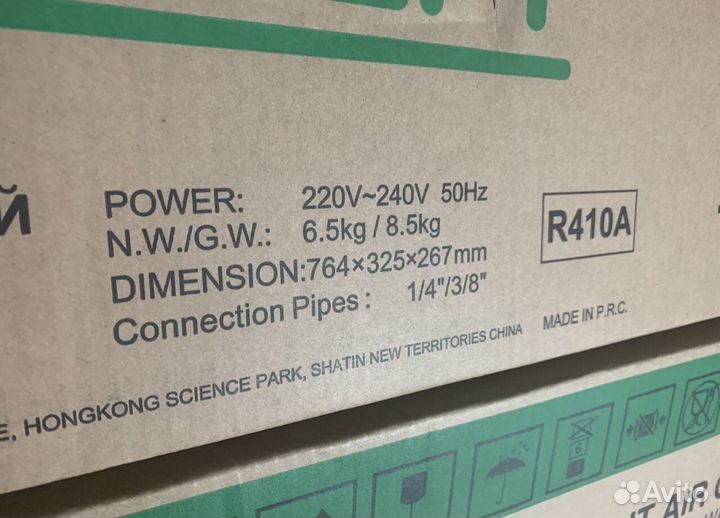 Й
POWER: 220V~240V 50Hz
N.W./G.W.: 6.5kg / 8.5kg
DIMENSION:764×325×267mm
Connection Pipes : 1/4"/3/8"
R410A
E, HONGKONG SCIENCE PARK, SHATIN NEW TERRITORIES CHINA
MADE IN P.R.C.
AIR
Avito